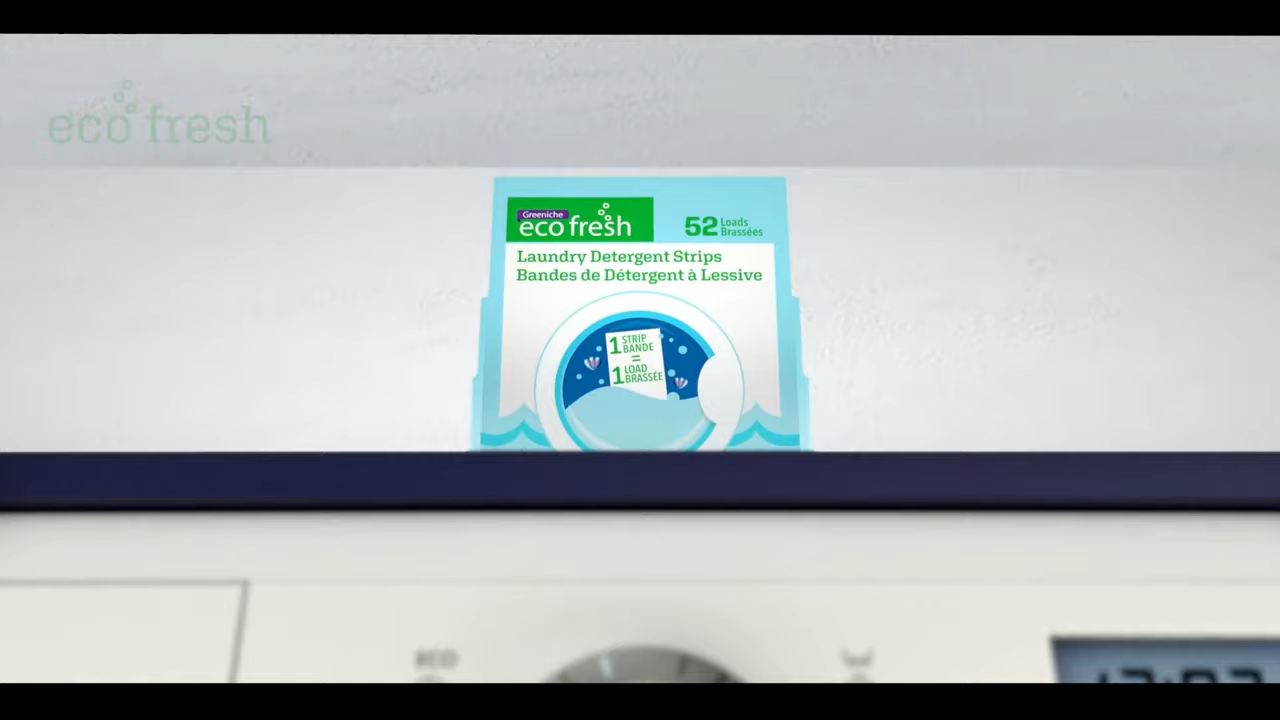 eco fresh
Greeniche
eco fresh
52 Loads
Brassées
Laundry Detergent Strips
Bandes de Détergent à Lessive
1 STRIP
BANDE
=
1 LOAD
BRASSÉE
ECO